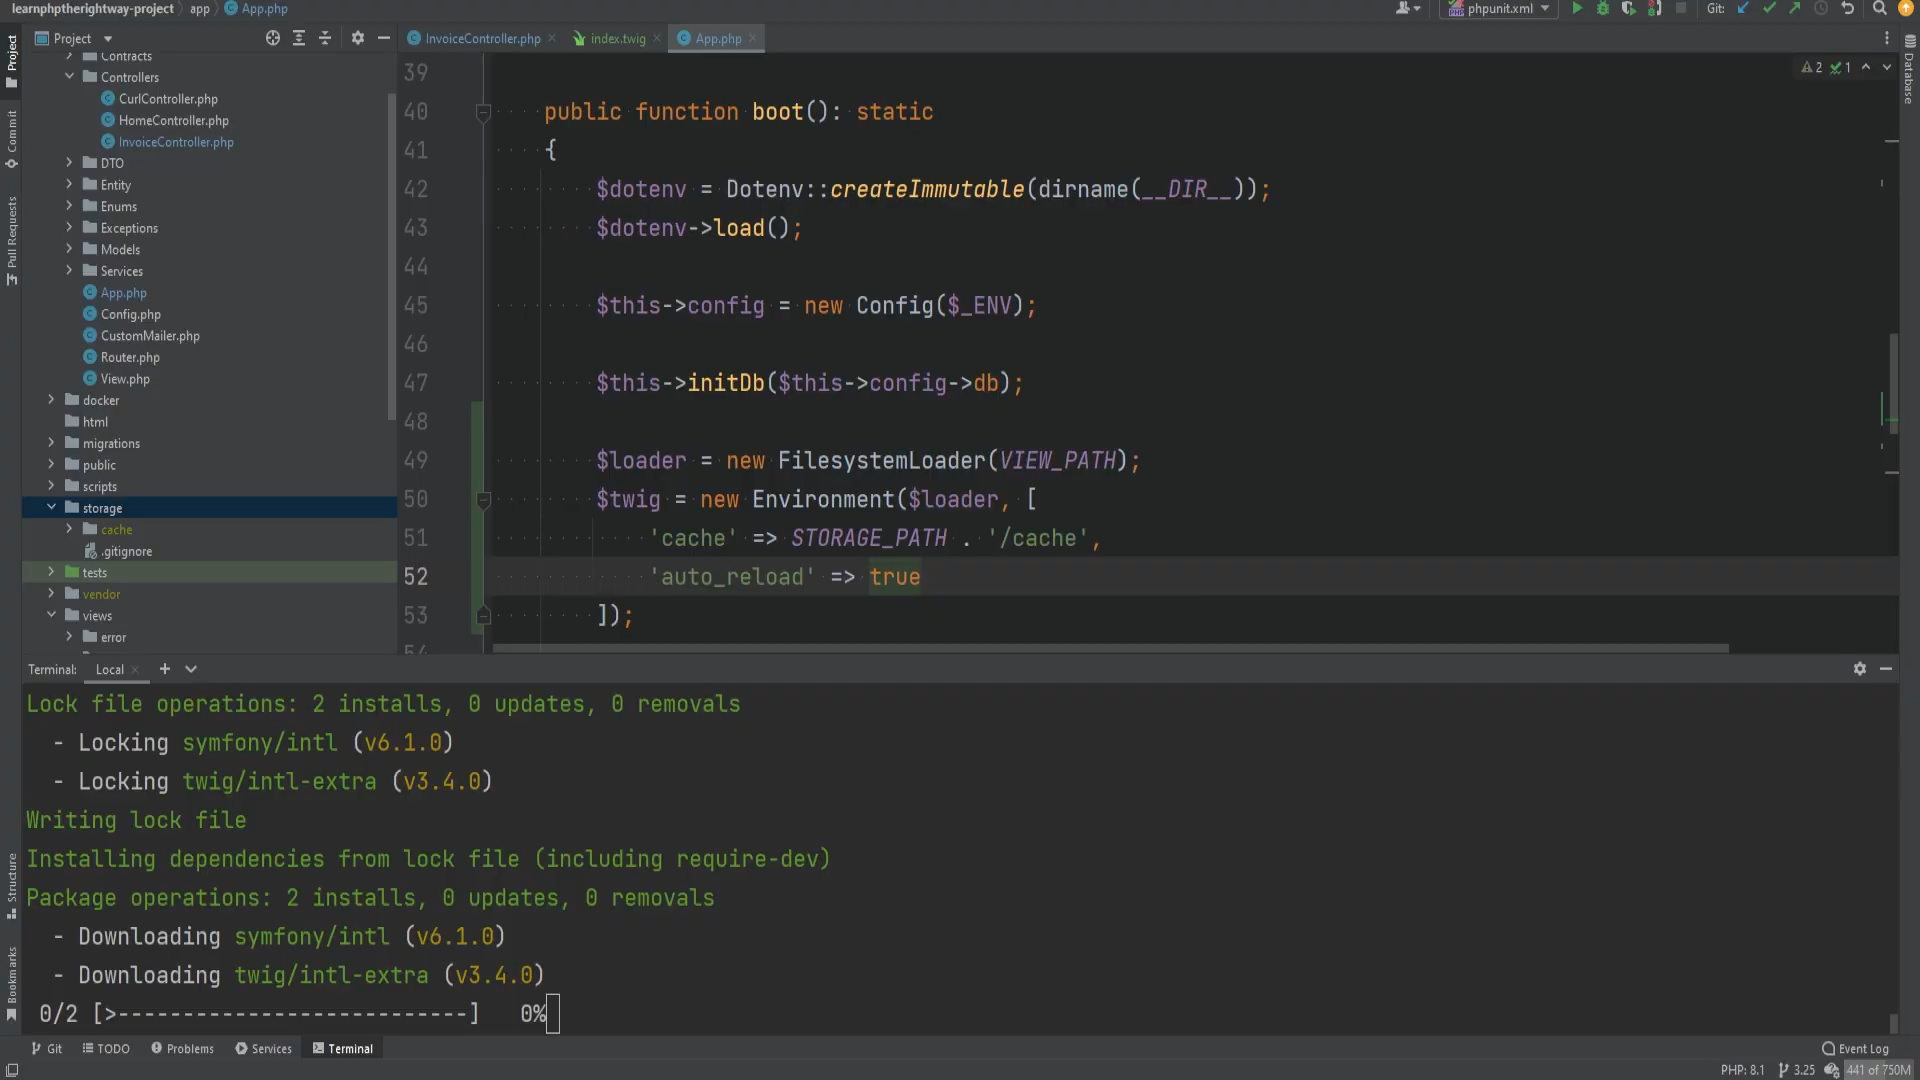 learnphptherightway-project
app
App.php
phpunit.xml
Git:
Project
InvoiceController.php
index.twig
App.php
Project
Commit
Pull Requests
Structure
Bookmarks
Database
Contracts
Controllers
CurlController.php
HomeController.php
InvoiceController.php
DTO
Entity
Enums
Exceptions
Models
Services
App.php
Config.php
CustomMailer.php
Router.php
View.php
docker
html
migrations
public
scripts
storage
cache
.gitignore
tests
vendor
views
error
2 1
39
40 public function boot(): static
41 {
42 $dotenv = Dotenv::createImmutable(dirname(__DIR__));
43 $dotenv->load();
44
45 $this->config = new Config($_ENV);
46
47 $this->initDb($this->config->db);
48
49 $loader = new FilesystemLoader(VIEW_PATH);
50 $twig = new Environment($loader, [
51 'cache' => STORAGE_PATH . '/cache',
52 'auto_reload' => true
53 ]);
54
Terminal: Local
Lock file operations: 2 installs, 0 updates, 0 removals
- Locking symfony/intl (v6.1.0)
- Locking twig/intl-extra (v3.4.0)
Writing lock file
Installing dependencies from lock file (including require-dev)
Package operations: 2 installs, 0 updates, 0 removals
- Downloading symfony/intl (v6.1.0)
- Downloading twig/intl-extra (v3.4.0)
0/2 [>---------------------------] 0%
Git TODO Problems Services Terminal
Event Log
PHP: 8.1 3.25 441 of 750M